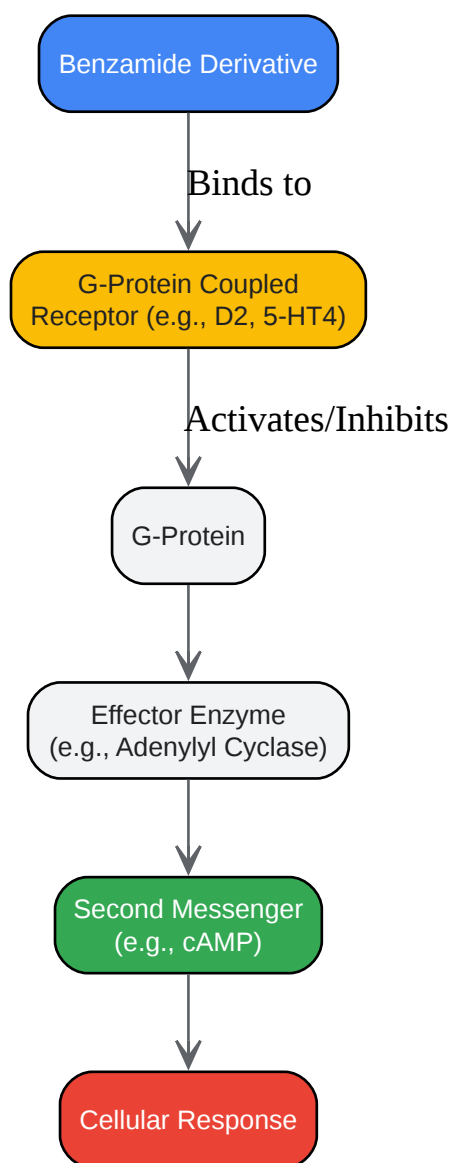 Benzamide Derivative
Binds to
G-Protein Coupled
Receptor (e.g., D2, 5-HT4)
Activates/Inhibits
G-Protein
Effector Enzyme
(e.g., Adenylyl Cyclase)
Second Messenger
(e.g., cAMP)
Cellular Response